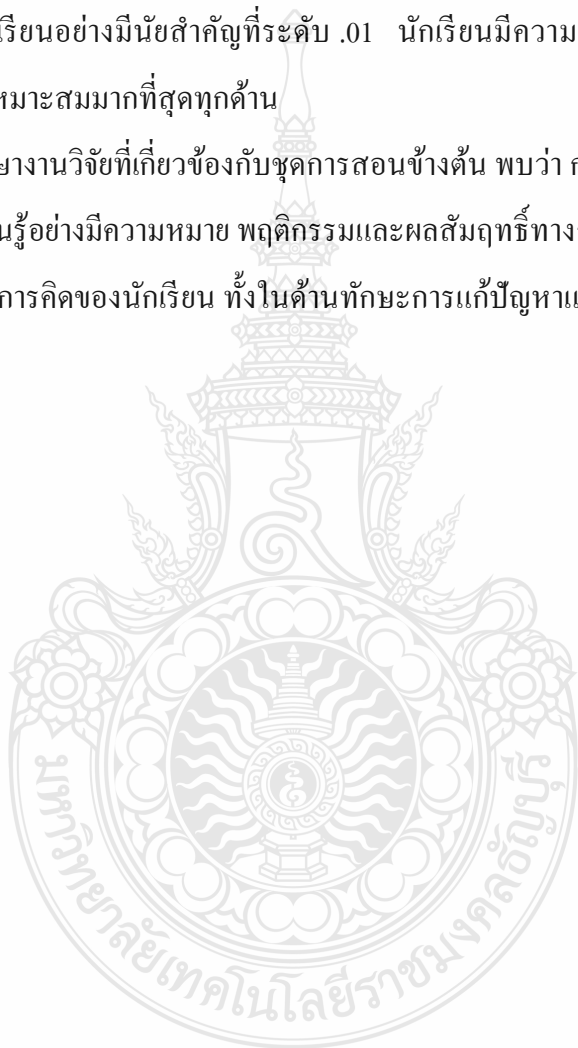 เรียนอย่างมีนัยสำคัญที่ระดับ .01 นักเรียนมีความ
หมาะสมมากที่สุดทุกด้าน
ษางานวิจัยที่เกี่ยวข้องกับชุดการสอนข้างต้น พบว่า ก
นรู้อย่างมีความหมาย พฤติกรรมและผลสัมฤทธิ์ทาง
การคิดของนักเรียน ทั้งในด้านทักษะการแก้ปัญหาแ
มหาวิทยาลัยเทคโนโลยีราชมงคลธัญบุรี